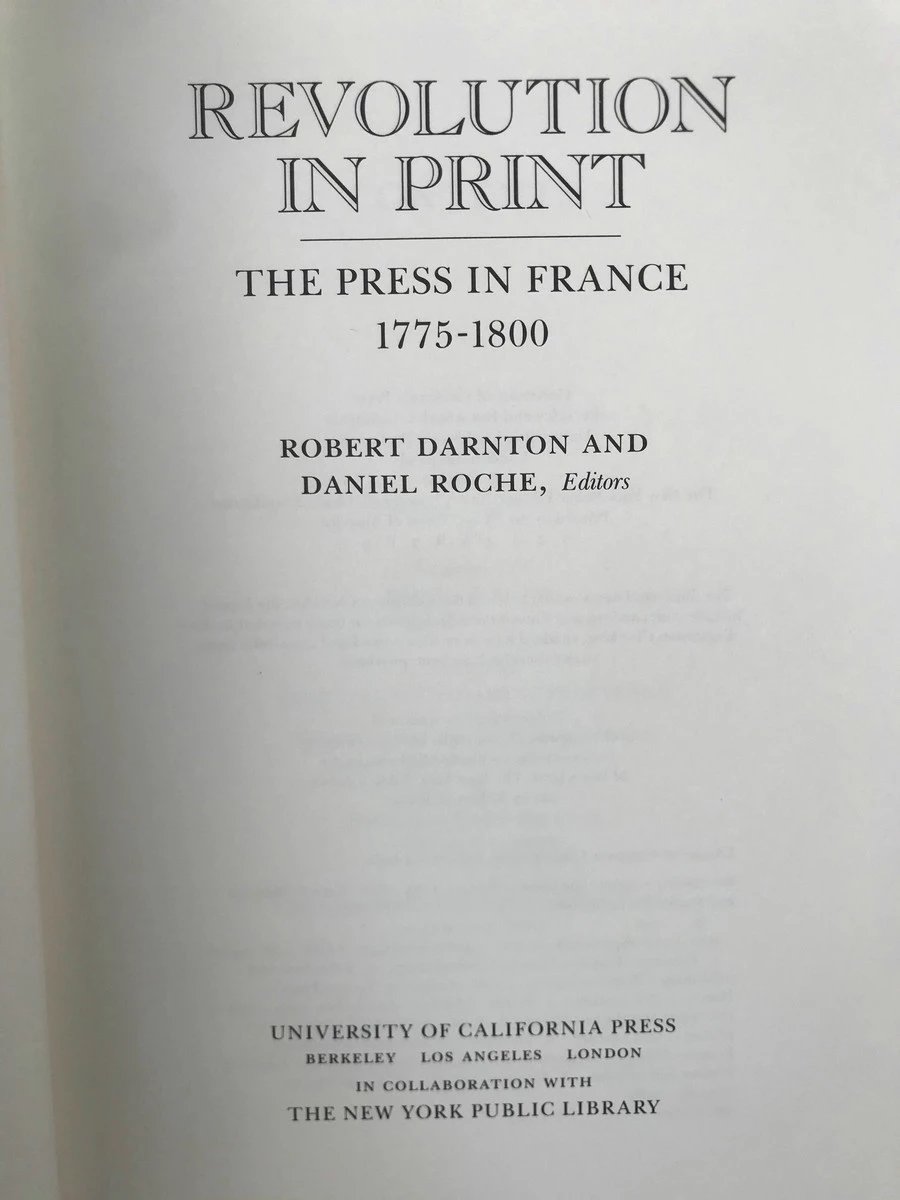 REVOLUTION
IN PRINT
THE PRESS IN FRANCE
1775-1800
ROBERT DARNTON AND
DANIEL ROCHE, Editors
UNIVERSITY OF CALIFORNIA PRESS
BERKELEY LOS ANGELES LONDON
IN COLLABORATION WITH
THE NEW YORK PUBLIC LIBRARY